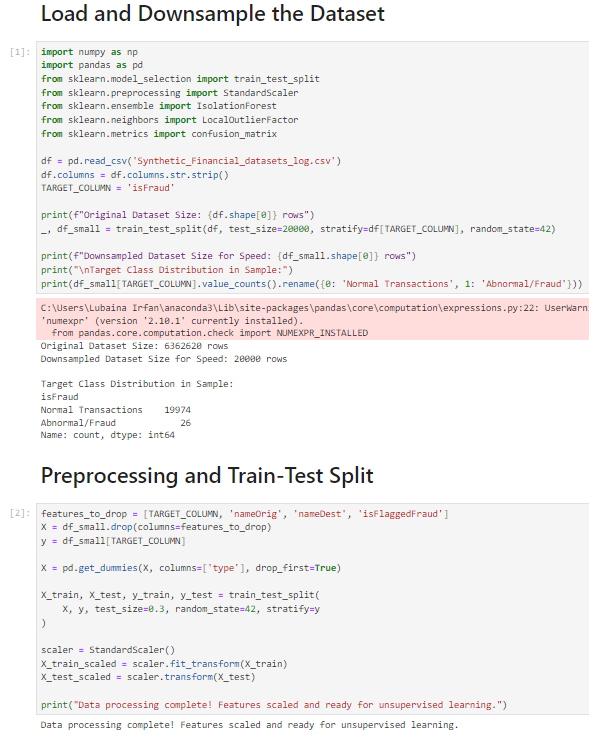 Load and Downsample the Dataset
[1]: import numpy as np
import pandas as pd
from sklearn.model_selection import train_test_split
from sklearn.preprocessing import StandardScaler
from sklearn.ensemble import IsolationForest
from sklearn.neighbors import LocalOutlierFactor
from sklearn.metrics import confusion_matrix
df = pd.read_csv('Synthetic_Financial_datasets_log.csv')
df.columns = df.columns.str.strip()
TARGET_COLUMN = 'isFraud'
print(f"Original Dataset Size: {df.shape[0]} rows")
_, df_small = train_test_split(df, test_size=20000, stratify=df[TARGET_COLUMN], random_state=42)
print(f"Downsampled Dataset Size for Speed: {df_small.shape[0]} rows")
print("\nTarget Class Distribution in Sample:")
print(df_small[TARGET_COLUMN].value_counts().rename({0: 'Normal Transactions', 1: 'Abnormal/Fraud'}))
C:\Users\Lubaina Irfan\anaconda3\Lib\site-packages\pandas\core\computation\expressions.py:22: UserWarni
'numexpr' (version '2.10.1' currently installed).
from pandas.core.computation.check import NUMEXPR_INSTALLED
Original Dataset Size: 6362620 rows
Downsampled Dataset Size for Speed: 20000 rows
Target Class Distribution in Sample:
isFraud
Normal Transactions    19974
Abnormal/Fraud            26
Name: count, dtype: int64
Preprocessing and Train-Test Split
[2]: features_to_drop = [TARGET_COLUMN, 'nameOrig', 'nameDest', 'isFlaggedFraud']
X = df_small.drop(columns=features_to_drop)
y = df_small[TARGET_COLUMN]
X = pd.get_dummies(X, columns=['type'], drop_first=True)
X_train, X_test, y_train, y_test = train_test_split(
X, y, test_size=0.3, random_state=42, stratify=y
)
scaler = StandardScaler()
X_train_scaled = scaler.fit_transform(X_train)
X_test_scaled = scaler.transform(X_test)
print("Data processing complete! Features scaled and ready for unsupervised learning.")
Data processing complete! Features scaled and ready for unsupervised learning.